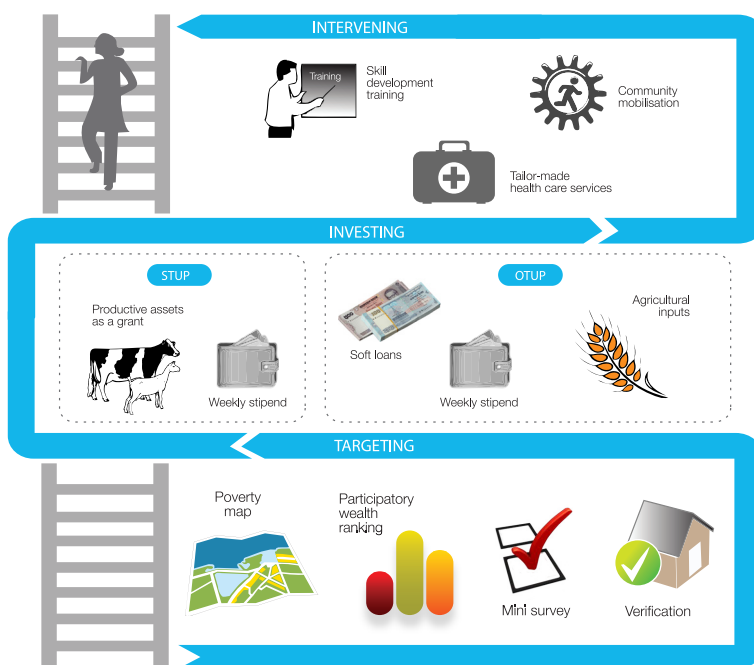 INTERVENING
Training
Skill
development
training
Community
mobilisation
Tailor-made
health care services
INVESTING
STUP
OTUP
Productive assets
as a grant
Weekly stipend
Soft loans
Weekly stipend
Agricultural
inputs
TARGETING
Poverty
map
Participatory
wealth
ranking
Mini survey
Verification